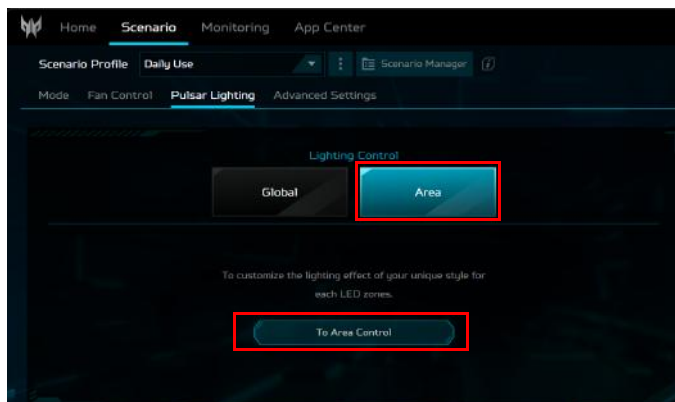 Home Scenario Monitoring App Center
Scenario Profile Daily Use Scenario Manager
Mode Fan Control Pulsar Lighting Advanced Settings
Lighting Control
Global Area
To customize the lighting effect of your unique style for
each LED zones.
To Area Control